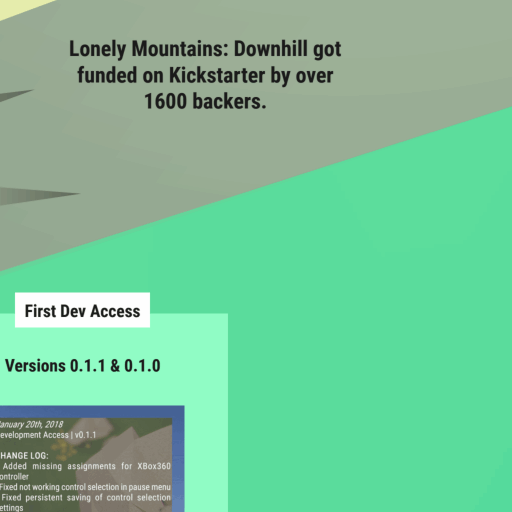 Lonely Mountains: Downhill got
funded on Kickstarter by over
1600 backers.
First Dev Access
Versions 0.1.1 & 0.1.0
anuary 20th, 2018
evelopment Access | v0.1.1
HANGE LOG:
Added missing assignments for XBox360
ontroller
Fixed not working control selection in pause menu
Fixed persistent saving of control selection
ettings